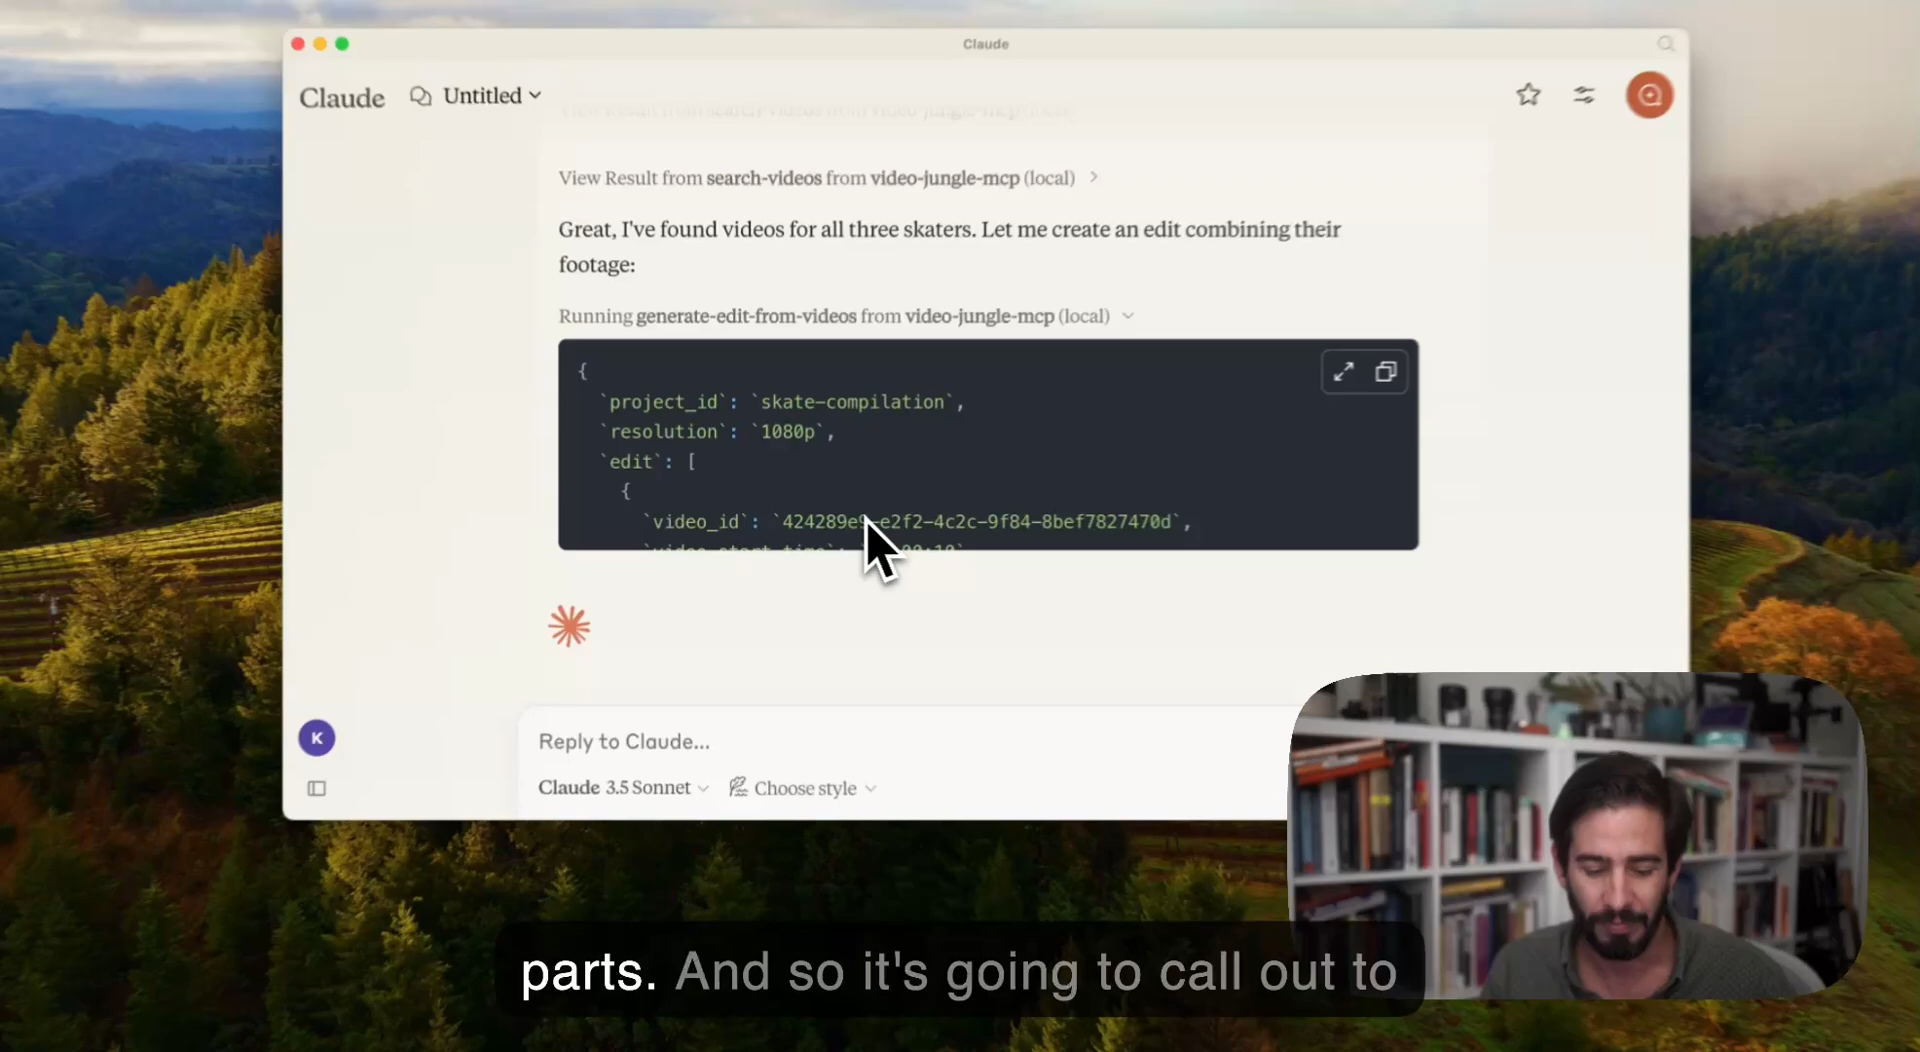 Claude
Claude Untitled
View Result from search-videos from video-jungle-mcp (local)
Great, I've found videos for all three skaters. Let me create an edit combining their
footage:
Running generate-edit-from-videos from video-jungle-mcp (local)
{
`project_id`: `skate-compilation`,
`resolution`: `1080p`,
`edit`: [
{
`video_id`: `424289e9-e2f2-4c2c-9f84-8bef7827470d`,
K
Reply to Claude...
Claude 3.5 Sonnet Choose style
parts. And so it's going to call out to